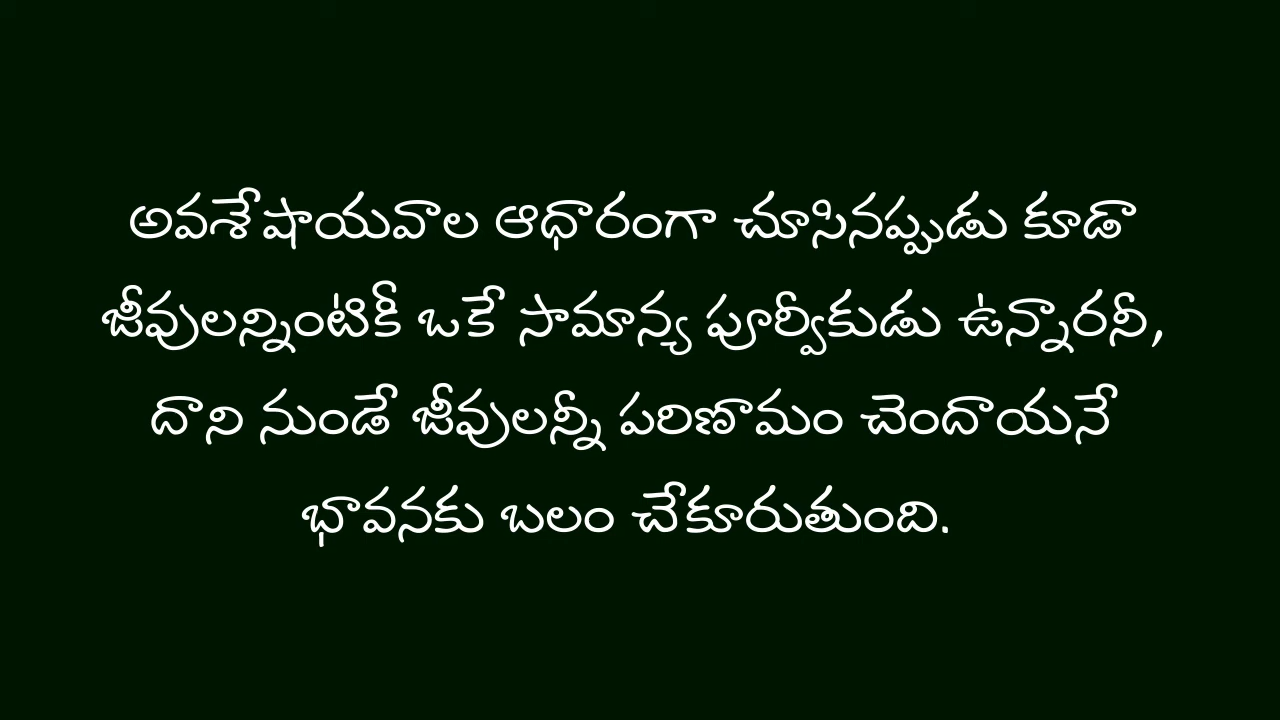 అవశేషాయవాల ఆధారంగా చూసినప్పుడు కూడా
జీవులన్నింటికీ ఒకే సామాన్య పూర్వీకుడు ఉన్నారనీ,
దాని నుండే జీవులన్నీ పరిణామం చెందాయనే
భావనకు బలం చేకూరుతుంది.